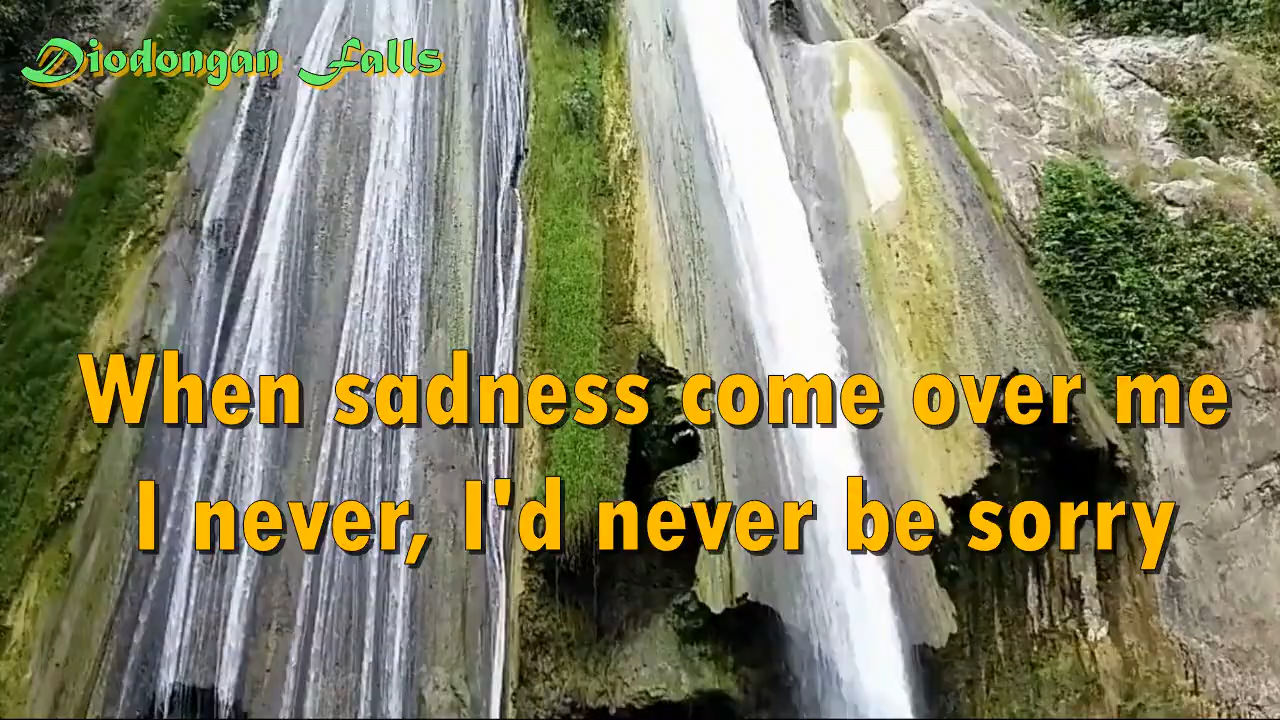 Diodongan Falls
When sadness come over me
I never, I'd never be sorry